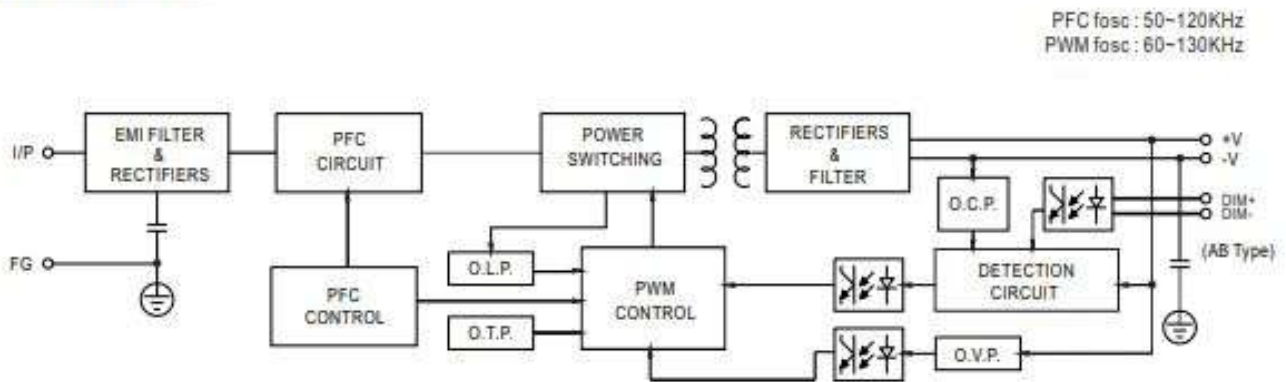 PFC fosc : 50~120KHz
PWM fosc : 60~130KHz
I/P
EMI FILTER
&
RECTIFIERS
PFC
CIRCUIT
POWER
SWITCHING
RECTIFIERS
&
FILTER
+V
-V
O.C.P.
DIM+
DIM-
(AB Type)
FG
PFC
CONTROL
O.L.P.
O.T.P.
PWM
CONTROL
DETECTION
CIRCUIT
O.V.P.